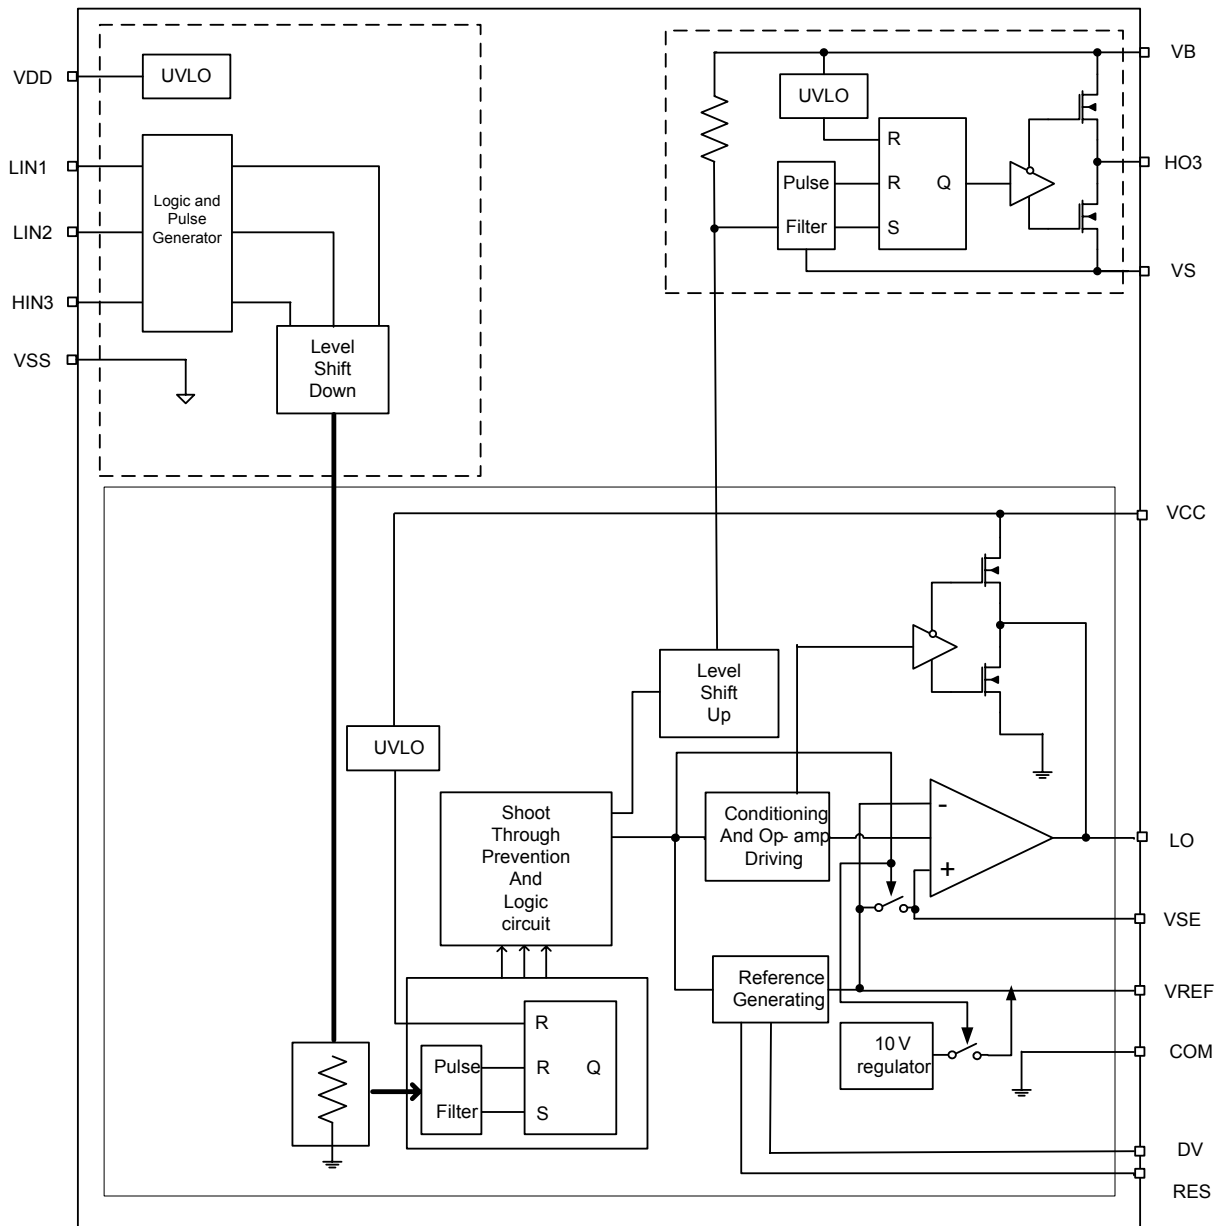 VDD
UVLO
LIN1
LIN2
HIN3
VSS
Logic and
Pulse
Generator
Level
Shift
Down
UVLO
R
R
S
Q
Pulse
Filter
VB
HO3
VS
VCC
Level
Shift
Up
UVLO
Shoot
Through
Prevention
And
Logic
circuit
Conditioning
And Op- amp
Driving
-
+
LO
VSE
Reference
Generating
VREF
10 V
regulator
COM
R
R
S
Q
Pulse
Filter
DV
RES